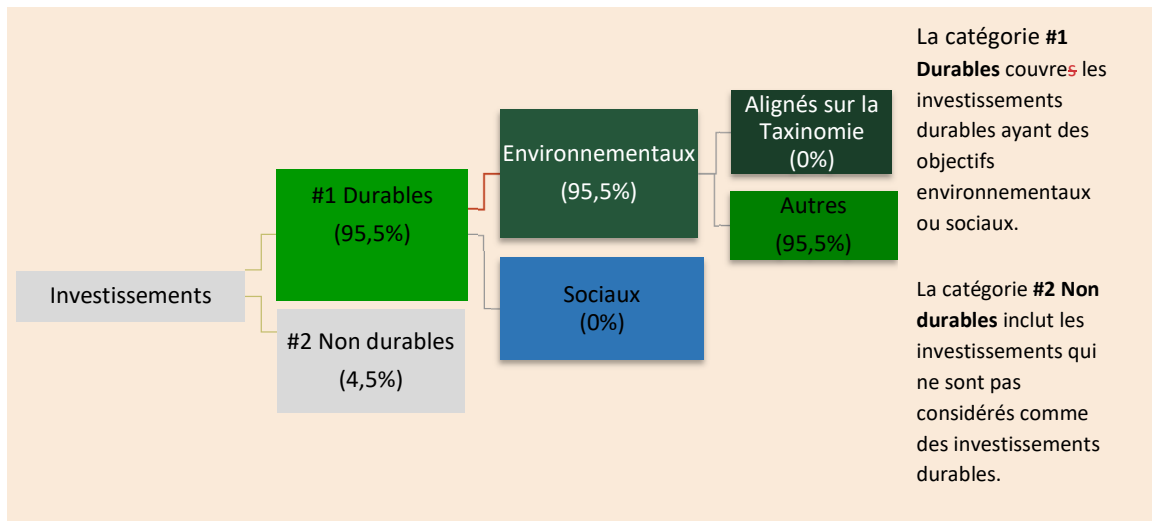 Investissements
#1 Durables
(95,5%)
#2 Non durables
(4,5%)
Environnementaux
(95,5%)
Sociaux
(0%)
Alignés sur la
Taxinomie
(0%)
Autres
(95,5%)
La catégorie #1
Durables couvres les
investissements
durables ayant des
objectifs
environnementaux
ou sociaux.
La catégorie #2 Non
durables inclut les
investissements qui
ne sont pas
considérés comme
des investissements
durables.